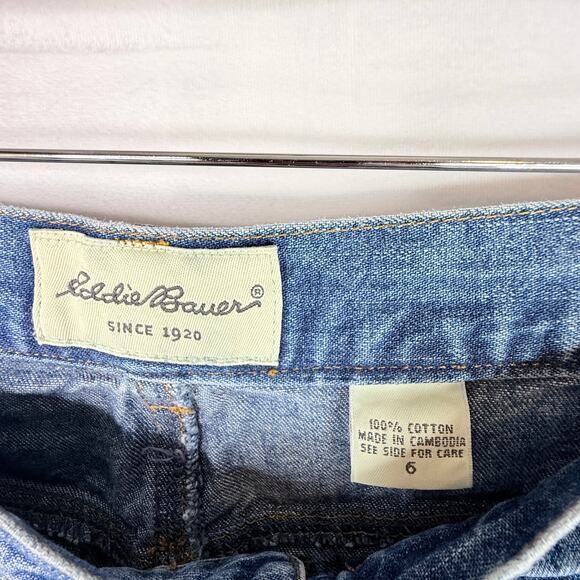 Eddie Bauer®
SINCE 1920
100% COTTON
MADE IN CAMBODIA
SEE SIDE FOR CARE
6